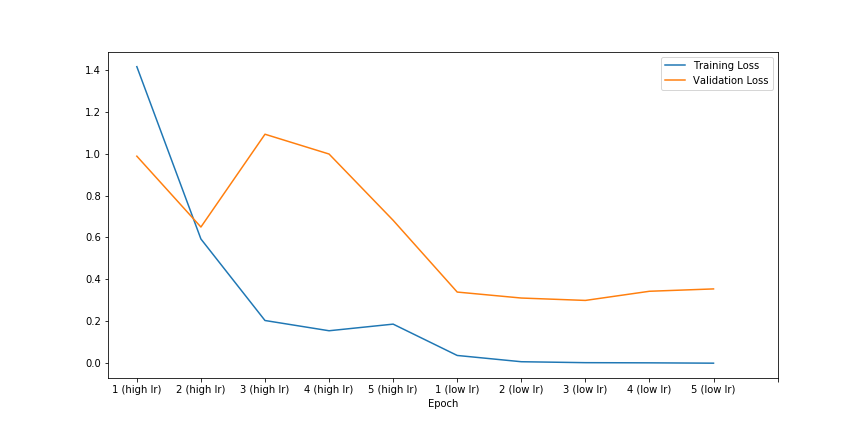 Training Loss
Validation Loss
1.4
1.2
1.0
0.8
0.6
0.4
0.2
0.0
1 (high lr) 2 (high lr) 3 (high lr) 4 (high lr) 5 (high lr) 1 (low lr) 2 (low lr) 3 (low lr) 4 (low lr) 5 (low lr)
Epoch